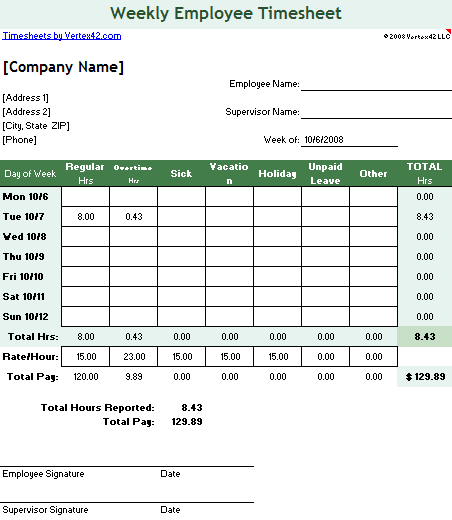 Weekly Employee Timesheet
Timesheets by Vertex42.com © 2008 Vertex42 LLC
[Company Name]
Employee Name:
[Address 1]
[Address 2] Supervisor Name:
[City, State ZIP]
[Phone] Week of: 10/6/2008
Day of Week Regular Hrs Overtime Hrs Sick Vacatio n Holiday Unpaid Leave Other TOTAL Hrs
Mon 10/6 0.00
Tue 10/7 8.00 0.43 8.43
Wed 10/8 0.00
Thu 10/9 0.00
Fri 10/10 0.00
Sat 10/11 0.00
Sun 10/12 0.00
Total Hrs: 8.00 0.43 0.00 0.00 0.00 0.00 0.00 8.43
Rate/Hour: 15.00 23.00 15.00 15.00 15.00 0.00 0.00
Total Pay: 120.00 9.89 0.00 0.00 0.00 0.00 0.00 $ 129.89
Total Hours Reported: 8.43
Total Pay: 129.89
Employee Signature Date
Supervisor Signature Date